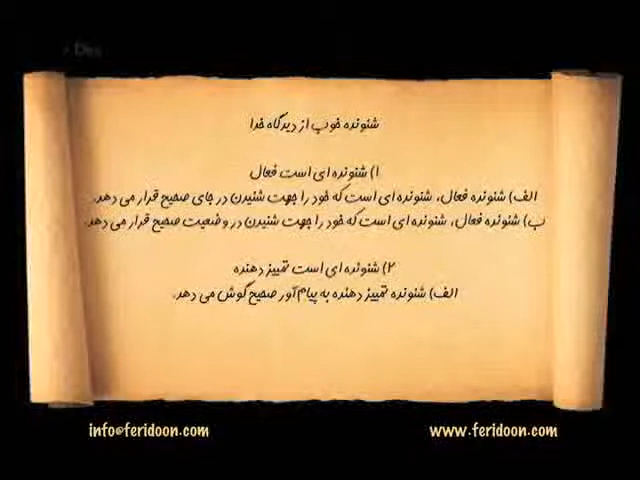 Des
شنونده خوب از دیدگاه خدا
۱) شنونده ای است فعال
الف) شنونده فعال، شنونده ای است که خود را جهت شنیدن در جای صحیح قرار می دهد.
ب) شنونده فعال، شنونده ای است که خود را جهت شنیدن در وضعیت صحیح قرار می دهد.
۲) شنونده ای است تمییز دهنده
الف) شنونده تمییز دهنده به پیام آور صحیح گوش می دهد.
info@feridoon.com
www.feridoon.com